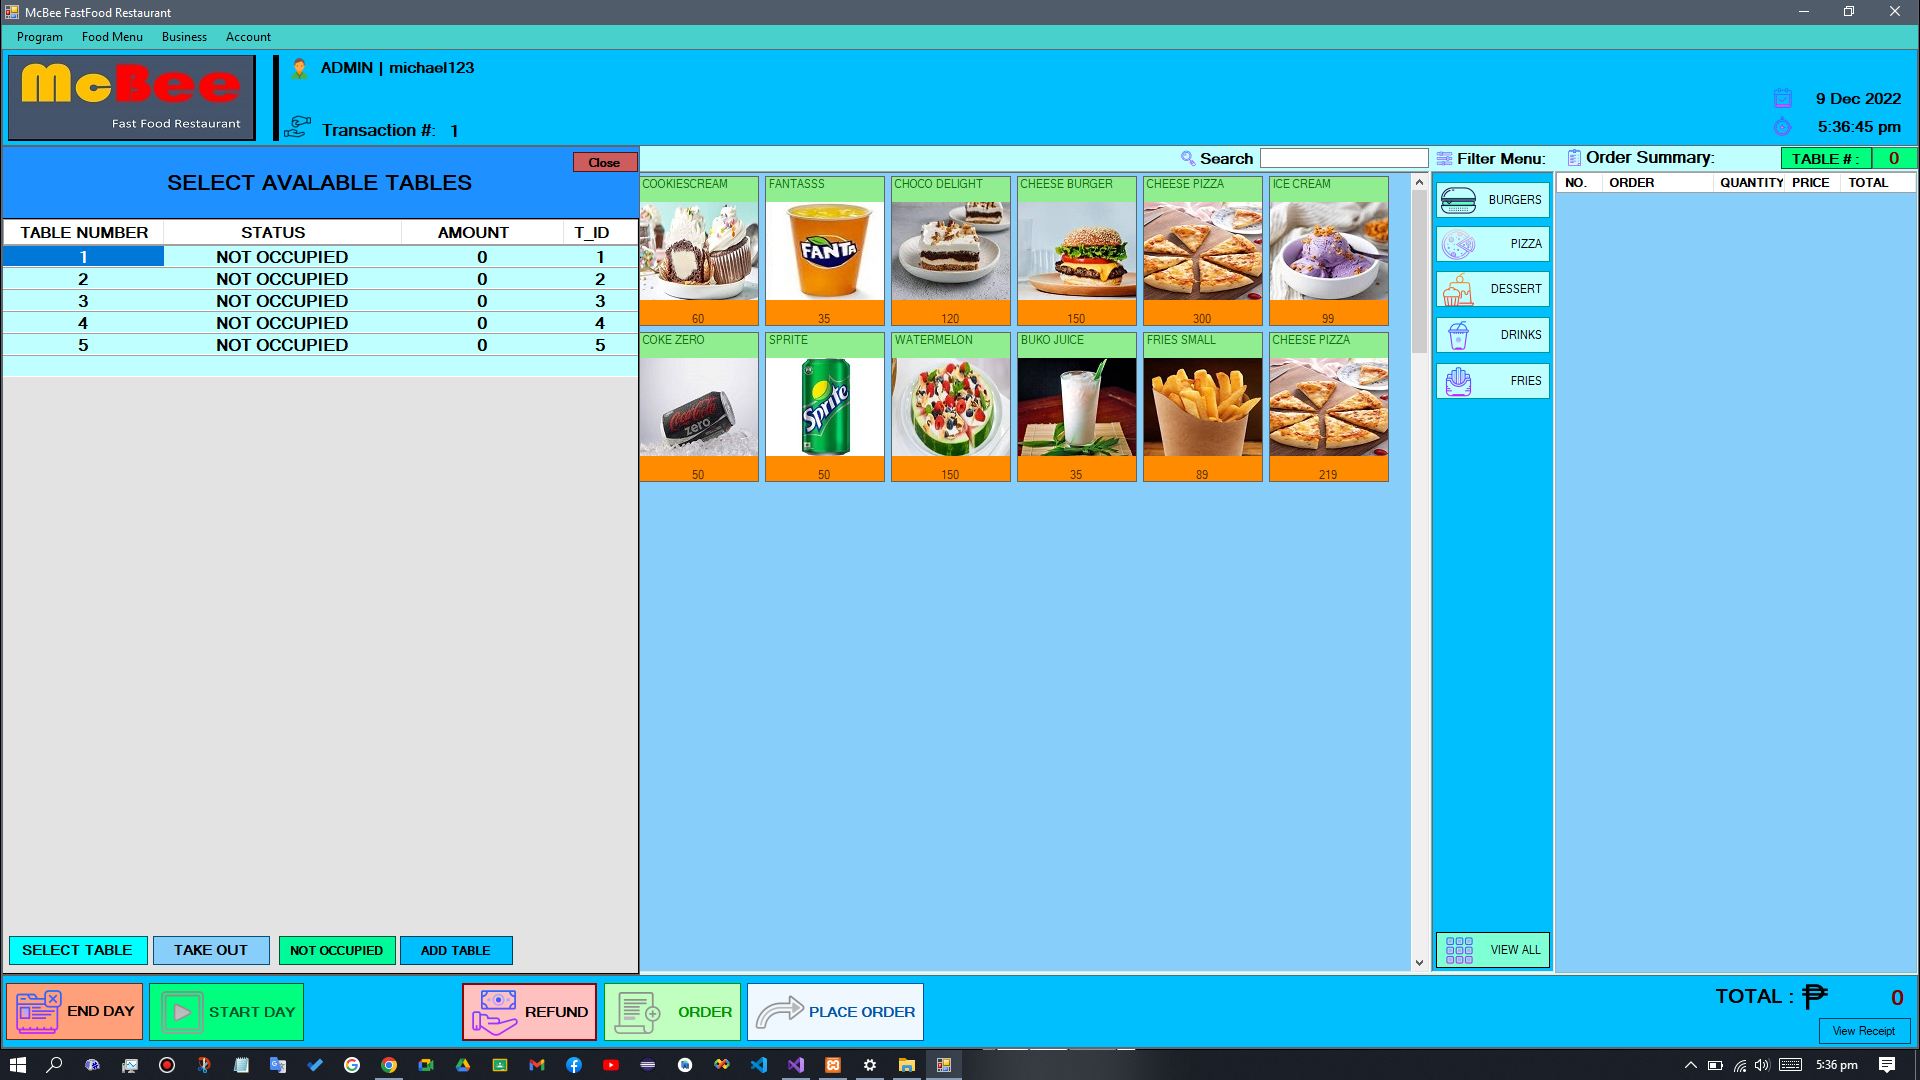 McBee FastFood Restaurant
Program Food Menu Business Account
McBee
Fast Food Restaurant
ADMIN | michael123
Transaction #: 1
9 Dec 2022
5:36:45 pm
Close
SELECT AVALABLE TABLES
TABLE NUMBER STATUS AMOUNT T_ID
1 NOT OCCUPIED 0 1
2 NOT OCCUPIED 0 2
3 NOT OCCUPIED 0 3
4 NOT OCCUPIED 0 4
5 NOT OCCUPIED 0 5
SELECT TABLE TAKE OUT NOT OCCUPIED ADD TABLE
Search
COOKIESCREAM FANTASSS CHOCO DELIGHT CHEESE BURGER CHEESE PIZZA ICE CREAM
FANTA
60 35 120 150 300 99
COKE ZERO SPRITE WATERMELON BUKO JUICE FRIES SMALL CHEESE PIZZA
Coca-Cola
zero
Sprite
50 50 150 35 89 219
Filter Menu:
BURGERS
PIZZA
DESSERT
DRINKS
FRIES
VIEW ALL
Order Summary: TABLE # : 0
NO. ORDER QUANTITY PRICE TOTAL
END DAY START DAY REFUND ORDER PLACE ORDER
TOTAL : ₱ 0
View Receipt
5:36 pm